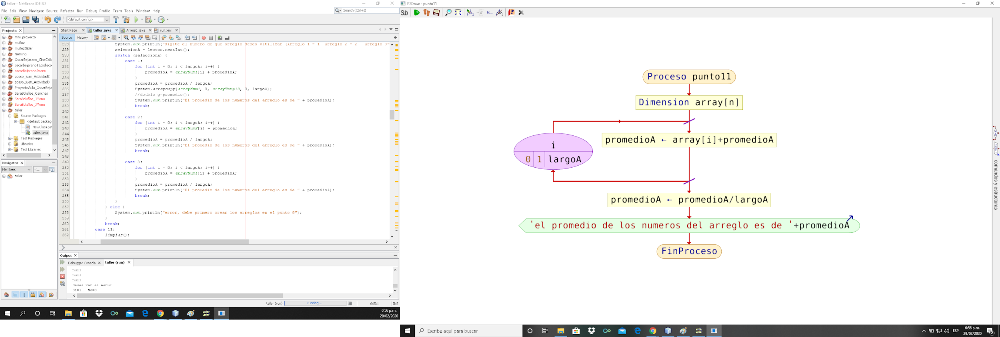 taller - NetBeans IDE 8.2
File Edit View Navigate Source Refactor Run Debug Profile Team Tools Window Help
Search (Ctrl+I)
<default config>
Projects
mini_proyecto
muñoz
muñozSlider
Nomina
OscarBejarano_CineCalip
oscarbejarano11Zodiaco
oscarBejaranoJmenu
posso_juan_Actividad2
posso_juan_Actividad3
ProyectoAula_OscarBeja
SaraBolaños_Canchas
SaraBolaños_JMenu
SaraBolaños_JMenu
taller
Source Packages
<default packag
NewClass.jav
taller.java
Test Packages
Libraries
Test Libraries
Navigator
Members
<...
taller
Start Page taller.java Arreglo.java run.xml
Source History
228 System.out.println("digite el numero de que arreglo desea ultilizar (Arreglo 1 = 1 Arreglo 2 = 2 Arreglo 3=
229 seleccionA = lector.nextInt();
230 switch (seleccionA) {
231 case 1:
232 for (int i = 0; i < largoA; i++) {
233 promedioA = arrayNum1[i] + promedioA;
234 }
235 promedioA = promedioA / largoA;
236 System.arraycopy(arrayNum1, 0, arrayTemp10, 0, largoA);
237 //double g=promedio();
238 System.out.println("El promedio de los numeros del arreglo es de " + promedioA);
239 break;
240
241 case 2:
242 for (int i = 0; i < largoA; i++) {
243 promedioA = arrayNum2[i] + promedioA;
244 }
245 promedioA = promedioA / largoA;
246 System.out.println("El promedio de los numeros del arreglo es de " + promedioA);
247 break;
248
249 case 3:
250 for (int i = 0; i < largoA; i++) {
251 promedioA = arrayNum1[i] + promedioA;
252 }
253 promedioA = promedioA / largoA;
254 System.out.println("El promedio de los numeros del arreglo es de " + promedioA);
255 break;
256 }
257 } else {
258 System.out.println("error, debe primero crear los arreglos en el punto 8");
259 }
260 break;
261 case 11:
262 limpiar();
Output
Debugger Console taller (run)
null
null
null
desea ver el menu?
Si=1 No=0
taller (run) running... 665:1 INS
6:56 p.m.
29/02/2020
PSDraw - punto11
Sub
Proceso punto11
Dimension array[n]
promedioA ← array[i]+promedioA
i
0 1 largoA
promedioA ← promedioA/largoA
'el promedio de los numeros del arreglo es de '+promedioA
FinProceso
comandos y estructuras
Escribe aquí para buscar
ESP
6:56 p.m.
29/02/2020
2